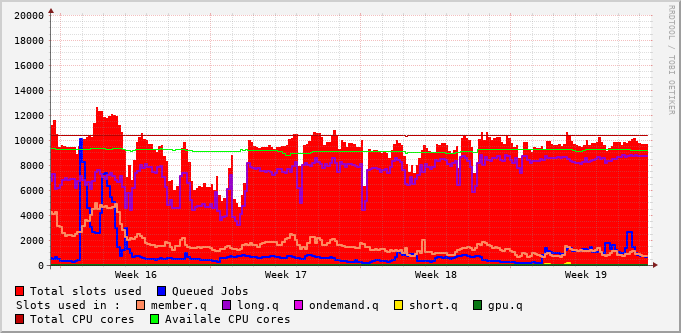 RRDTOOL / TOBI OETIKER
20000
18000
16000
14000
12000
10000
8000
6000
4000
2000
0
Week 16 Week 17 Week 18 Week 19
Total slots used Queued Jobs
Slots used in : member.q long.q ondemand.q short.q gpu.q
Total CPU cores Availale CPU cores